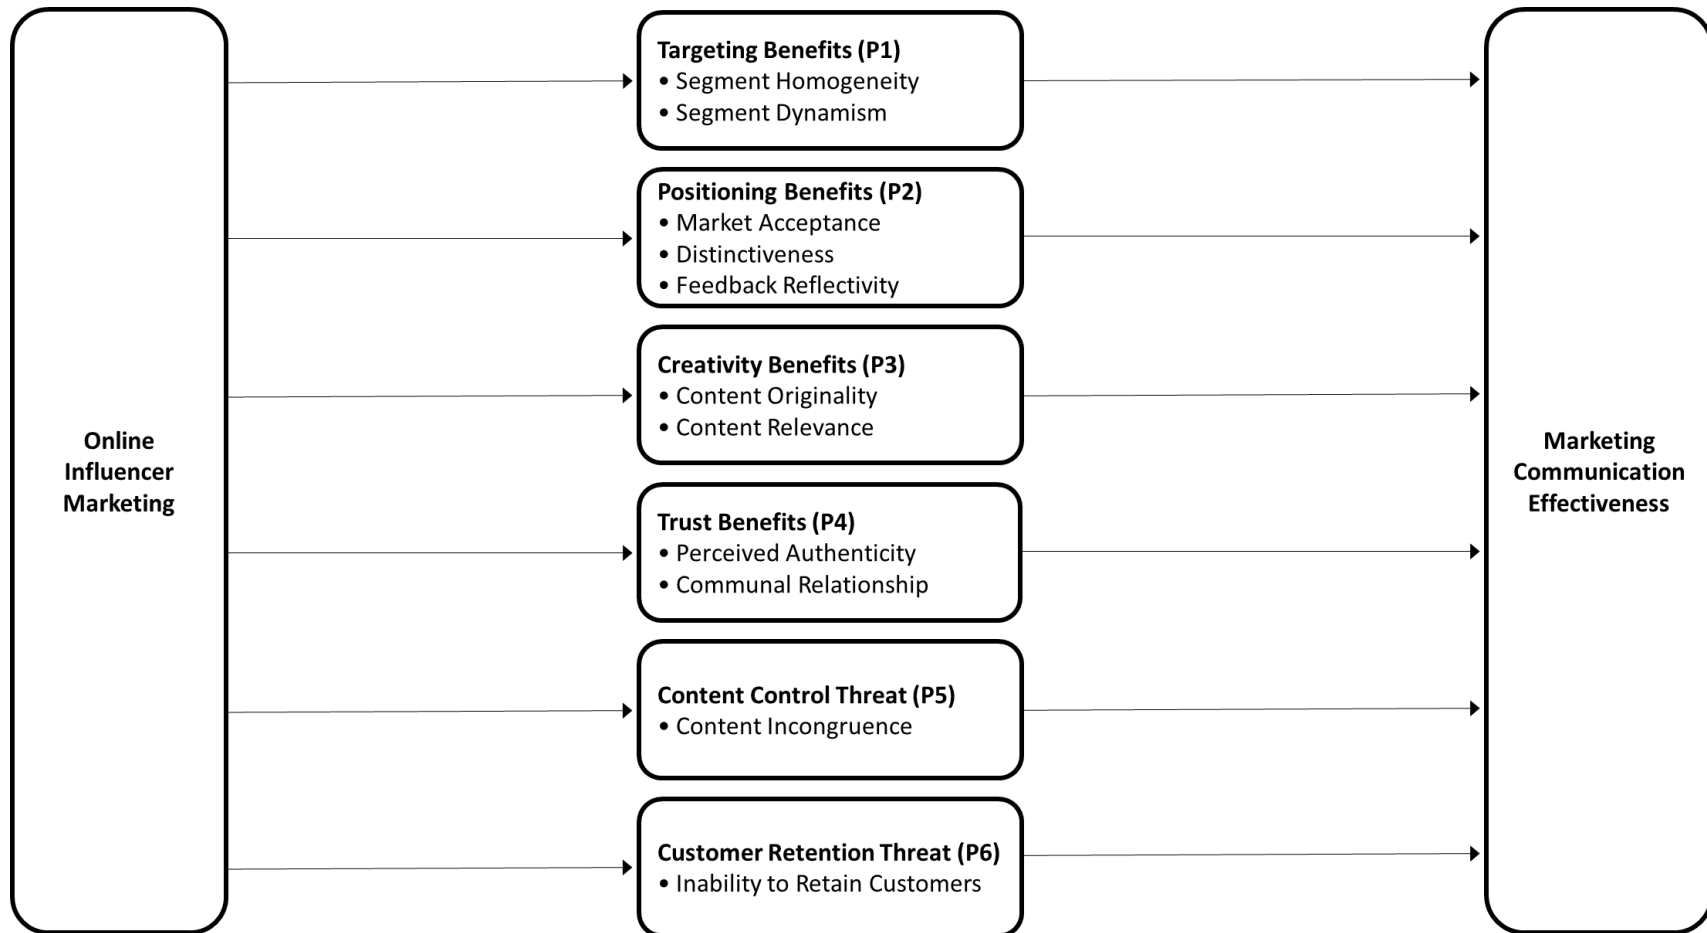 Online
Influencer
Marketing
Targeting Benefits (P1)
• Segment Homogeneity
• Segment Dynamism
Positioning Benefits (P2)
• Market Acceptance
• Distinctiveness
• Feedback Reflectivity
Creativity Benefits (P3)
• Content Originality
• Content Relevance
Trust Benefits (P4)
• Perceived Authenticity
• Communal Relationship
Content Control Threat (P5)
• Content Incongruence
Customer Retention Threat (P6)
• Inability to Retain Customers
Marketing
Communication
Effectiveness